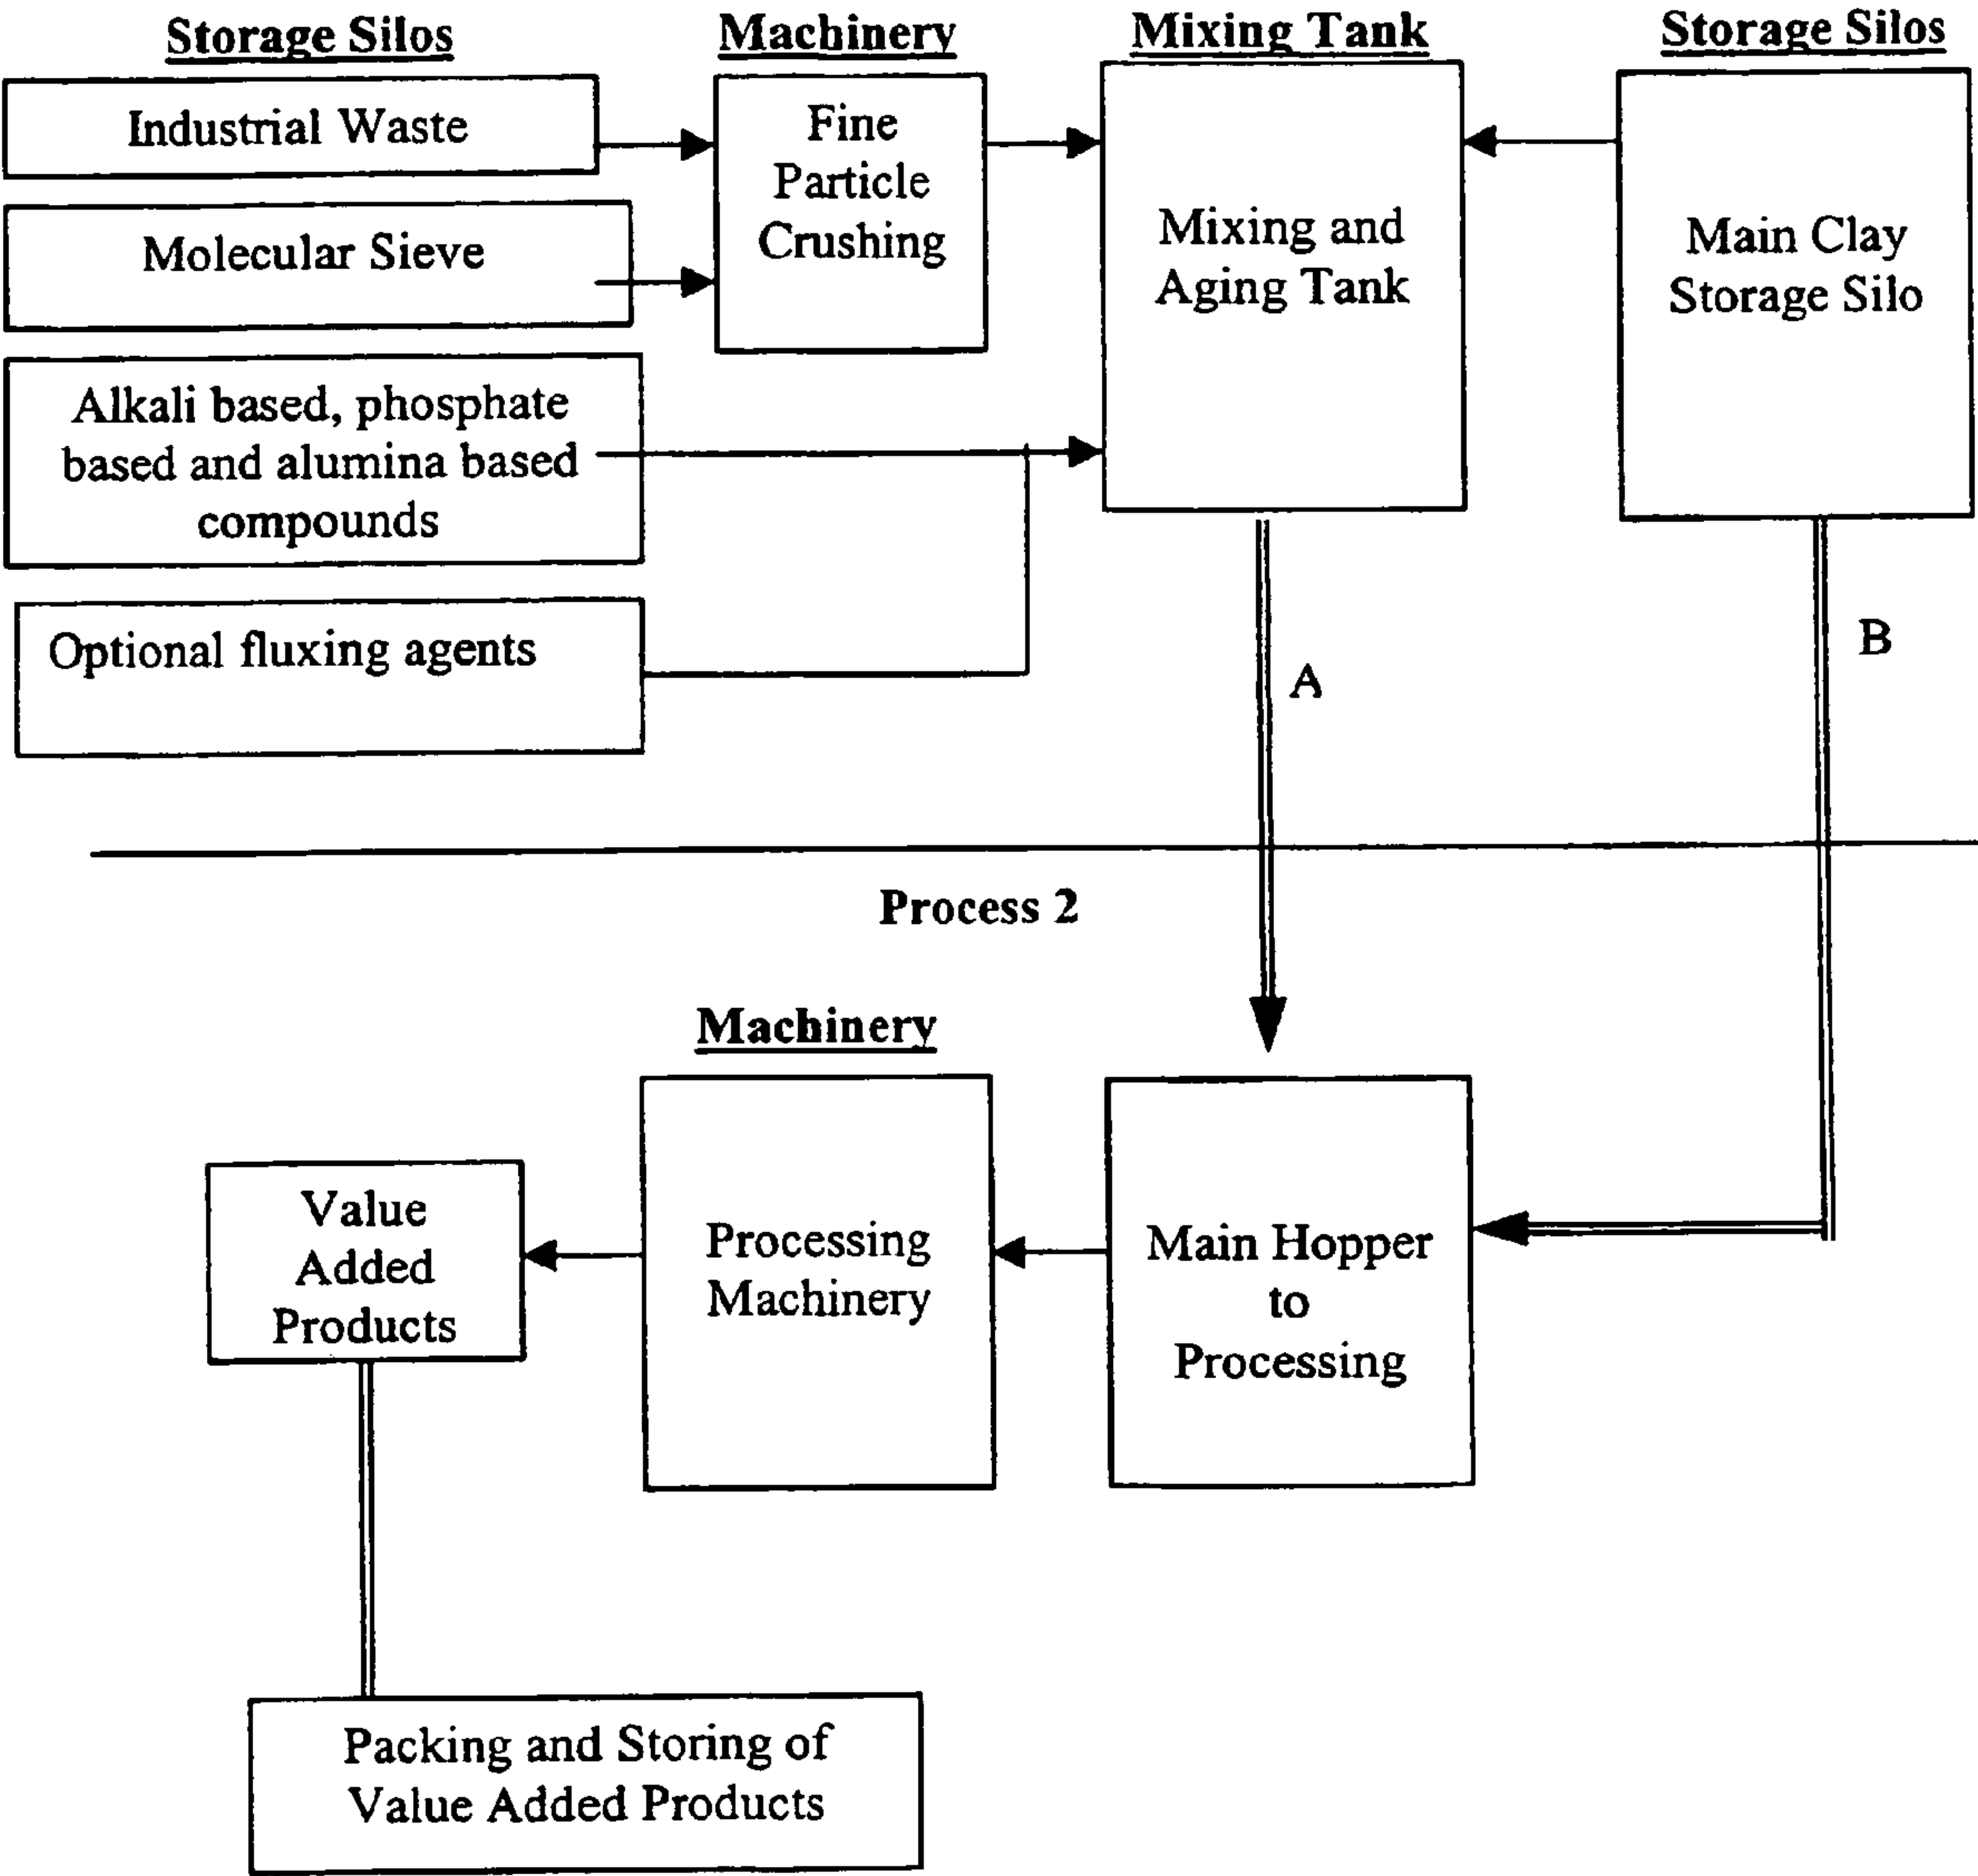 Storage Silos
Machinery
Mixing Tank
Storage Silos
Industrial Waste
Molecular Sieve
Alkali based, phosphate
based and alumina based
compounds
Optional fluxing agents
Fine
Particle
Crushing
Mixing and
Aging Tank
Main Clay
Storage Silo
A
B
Process 2
Machinery
Value
Added
Products
Processing
Machinery
Main Hopper
to
Processing
Packing and Storing of
Value Added Products